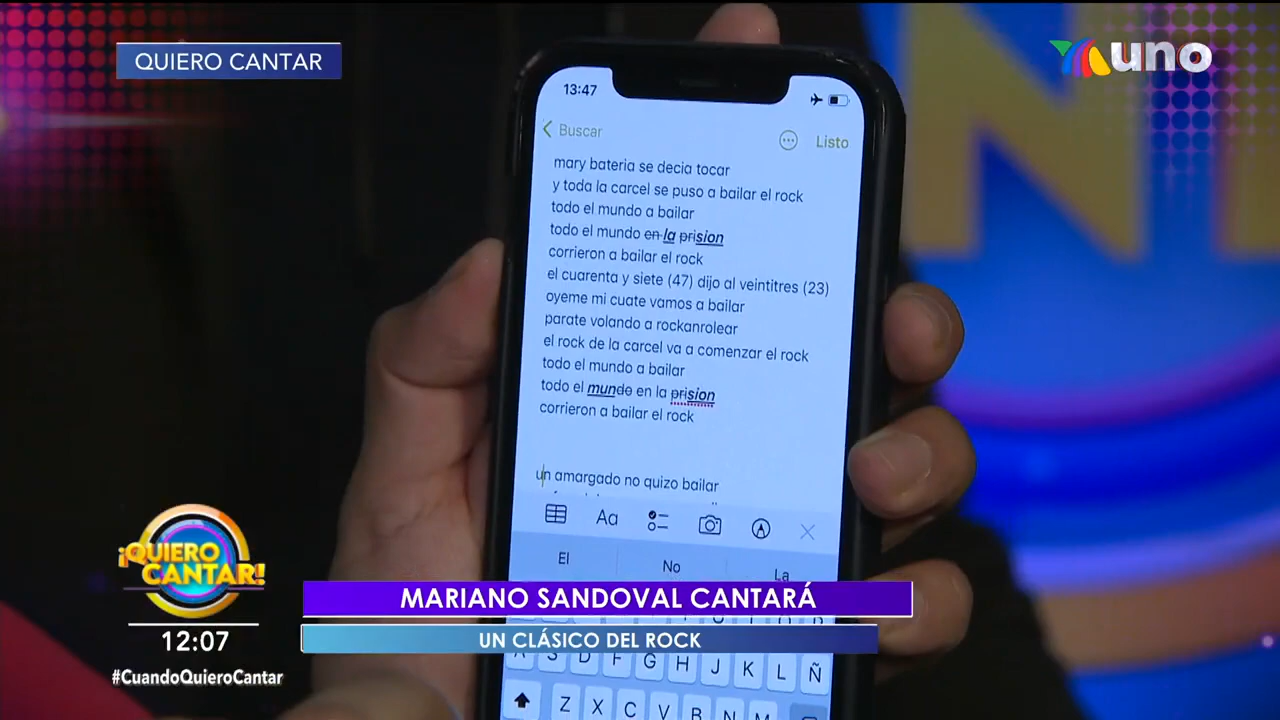 QUIERO CANTAR
uno
13:47
Buscar
Listo
mary bateria se decia tocar
y toda la carcel se puso a bailar el rock
todo el mundo a bailar
todo el mundo en la prision
corrieron a bailar el rock
el cuarenta y siete (47) dijo al veintitres (23)
oyeme mi cuate vamos a bailar
parate volando a rockanrolear
el rock de la carcel va a comenzar el rock
todo el mundo a bailar
todo el mundo en la prision
corrieron a bailar el rock
un amargado no quizo bailar
Aa
El No La
¡QUIERO
CANTAR!
MARIANO SANDOVAL CANTARÁ
UN CLÁSICO DEL ROCK
12:07
#CuandoQuieroCantar
A S D F G H J K L Ñ
Z X C V B N M